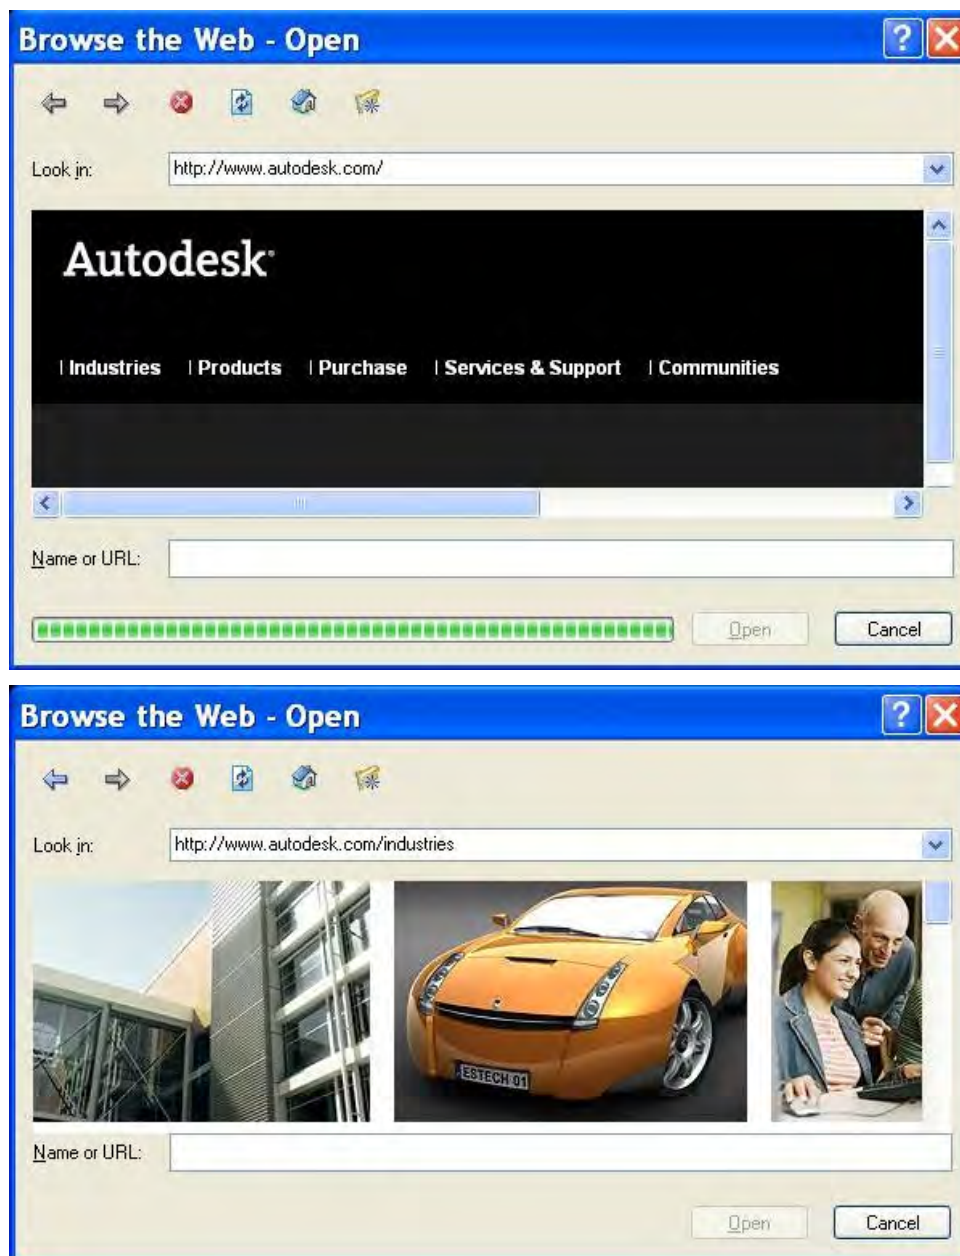 Browse the Web - Open
Look in: http://www.autodesk.com/
Autodesk®
| Industries | Products | Purchase | Services & Support | Communities
Name or URL:
Open Cancel
Browse the Web - Open
Look in: http://www.autodesk.com/industries
ESTECH 01
Name or URL:
Open Cancel